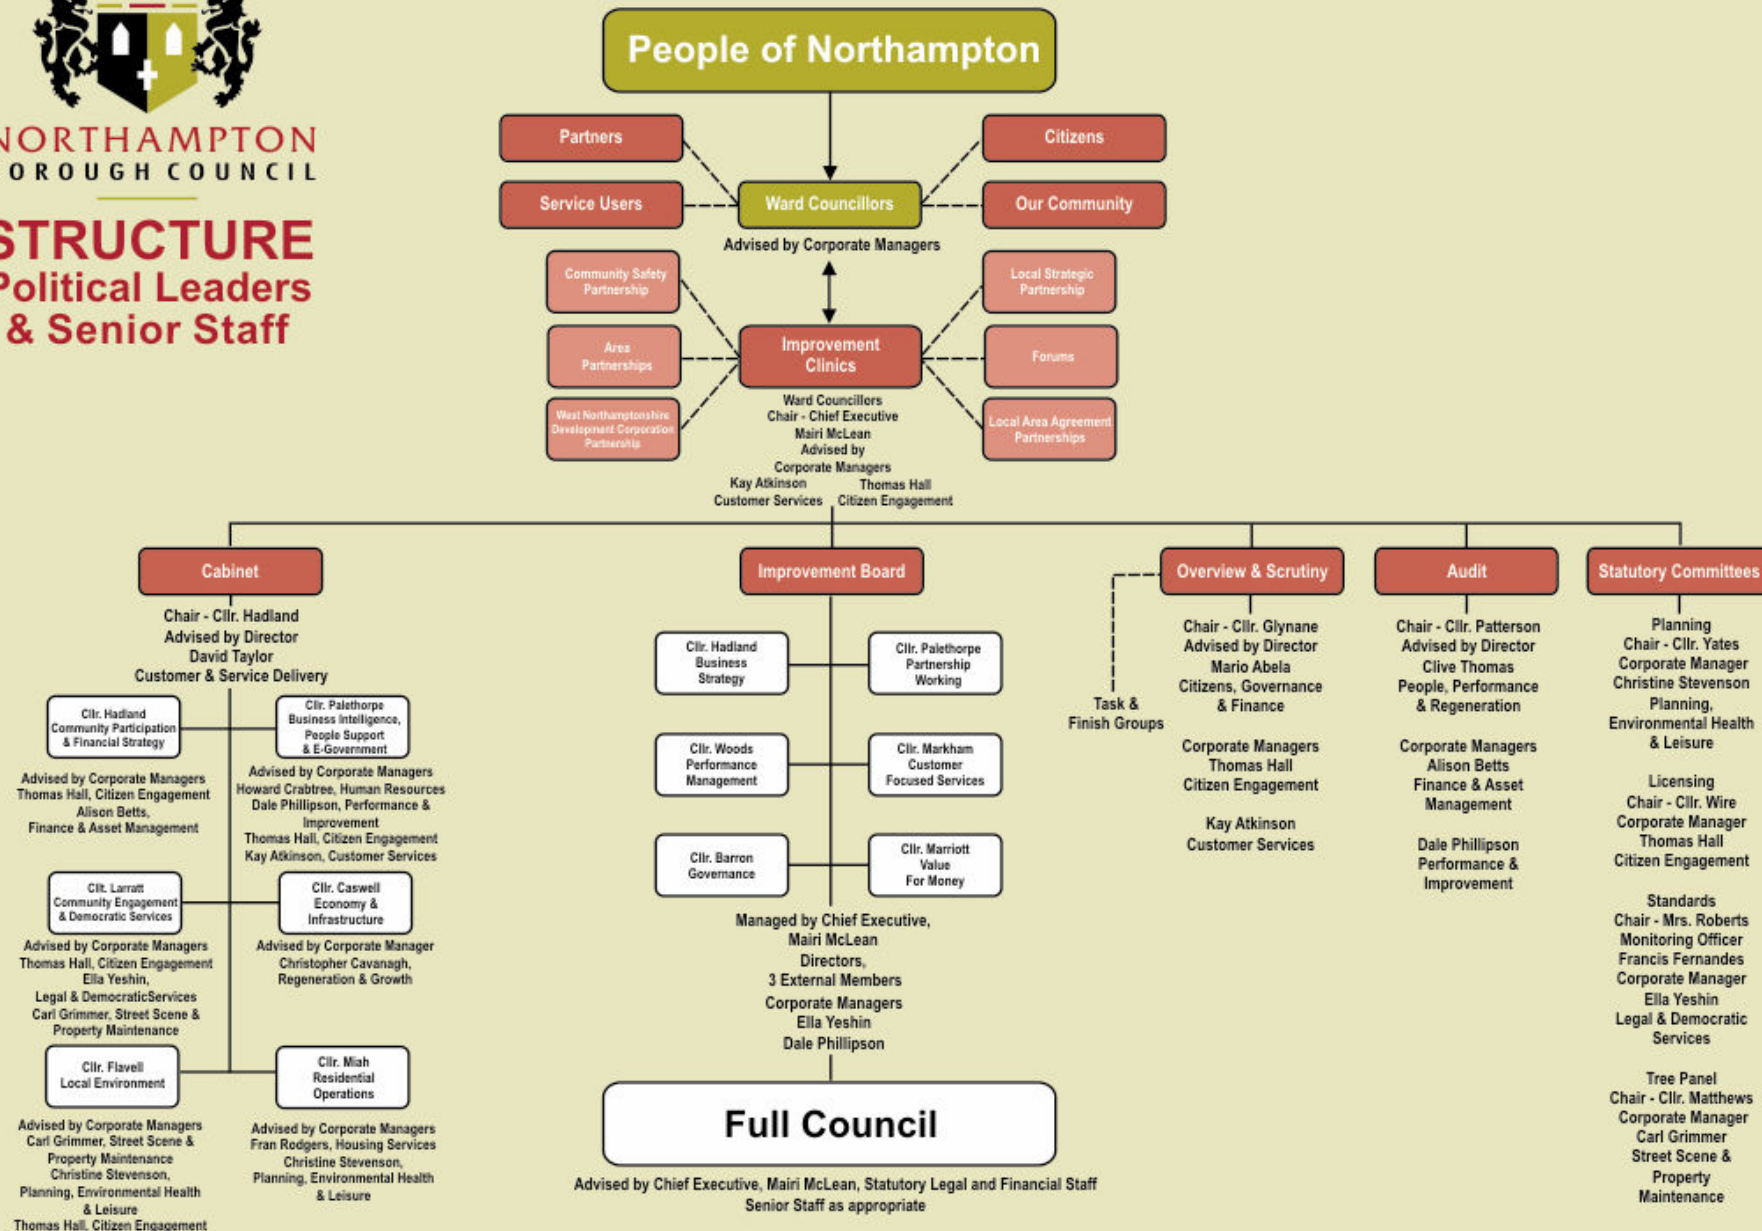 People of Northampton
NORTHAMPTON
OROUGH COUNCIL
STRUCTURE
Political Leaders
& Senior Staff
Partners
Citizens
Service Users
Ward Councillors
Our Community
Advised by Corporate Managers
Community Safety
Partnership
Local Strategic
Partnership
Area
Partnerships
Improvement
Clinics
Forums
West Northamptonshire
Development Corporation
Partnership
Local Area Agreement
Partnerships
Ward Councillors
Chair - Chief Executive
Mairi McLean
Advised by
Corporate Managers
Kay Atkinson
Customer Services
Thomas Hall
Citizen Engagement
Cabinet
Chair - Cllr. Hadland
Advised by Director
David Taylor
Customer & Service Delivery
Cllr. Hadland
Community Participation
& Financial Strategy
Advised by Corporate Managers
Thomas Hall, Citizen Engagement
Alison Betts,
Finance & Asset Management
Cllr. Palethorpe
Business Intelligence,
People Support
& E-Government
Advised by Corporate Managers
Howard Crabtree, Human Resources
Dale Phillipson, Performance &
Improvement
Thomas Hall, Citizen Engagement
Kay Atkinson, Customer Services
Cllt. Larratt
Community Engagement
& Democratic Services
Advised by Corporate Managers
Thomas Hall, Citizen Engagement
Ella Yeshin,
Legal & DemocraticServices
Carl Grimmer, Street Scene &
Property Maintenance
Cllr. Caswell
Economy &
Infrastructure
Advised by Corporate Manager
Christopher Cavanagh,
Regeneration & Growth
Cllr. Flavell
Local Environment
Advised by Corporate Managers
Carl Grimmer, Street Scene &
Property Maintenance
Christine Stevenson,
Planning, Environmental Health
& Leisure
Thomas Hall, Citizen Engagement
Cllr. Miah
Residential
Operations
Advised by Corporate Managers
Fran Rodgers, Housing Services
Christine Stevenson,
Planning, Environmental Health
& Leisure
Improvement Board
Cllr. Hadland
Business
Strategy
Cllr. Palethorpe
Partnership
Working
Cllr. Woods
Performance
Management
Cllr. Markham
Customer
Focused Services
Cllr. Barron
Governance
Cllr. Marriott
Value
For Money
Managed by Chief Executive,
Mairi McLean
Directors,
3 External Members
Corporate Managers
Ella Yeshin
Dale Phillipson
Full Council
Advised by Chief Executive, Mairi McLean, Statutory Legal and Financial Staff
Senior Staff as appropriate
Overview & Scrutiny
Task &
Finish Groups
Chair - Cllr. Glynane
Advised by Director
Mario Abela
Citizens, Governance
& Finance
Corporate Managers
Thomas Hall
Citizen Engagement
Kay Atkinson
Customer Services
Audit
Chair - Cllr. Patterson
Advised by Director
Clive Thomas
People, Performance
& Regeneration
Corporate Managers
Alison Betts
Finance & Asset
Management
Dale Phillipson
Performance &
Improvement
Statutory Committees
Planning
Chair - Cllr. Yates
Corporate Manager
Christine Stevenson
Planning,
Environmental Health
& Leisure
Licensing
Chair - Cllr. Wire
Corporate Manager
Thomas Hall
Citizen Engagement
Standards
Chair - Mrs. Roberts
Monitoring Officer
Francis Fernandes
Corporate Manager
Ella Yeshin
Legal & Democratic
Services
Tree Panel
Chair - Cllr. Matthews
Corporate Manager
Carl Grimmer
Street Scene &
Property
Maintenance